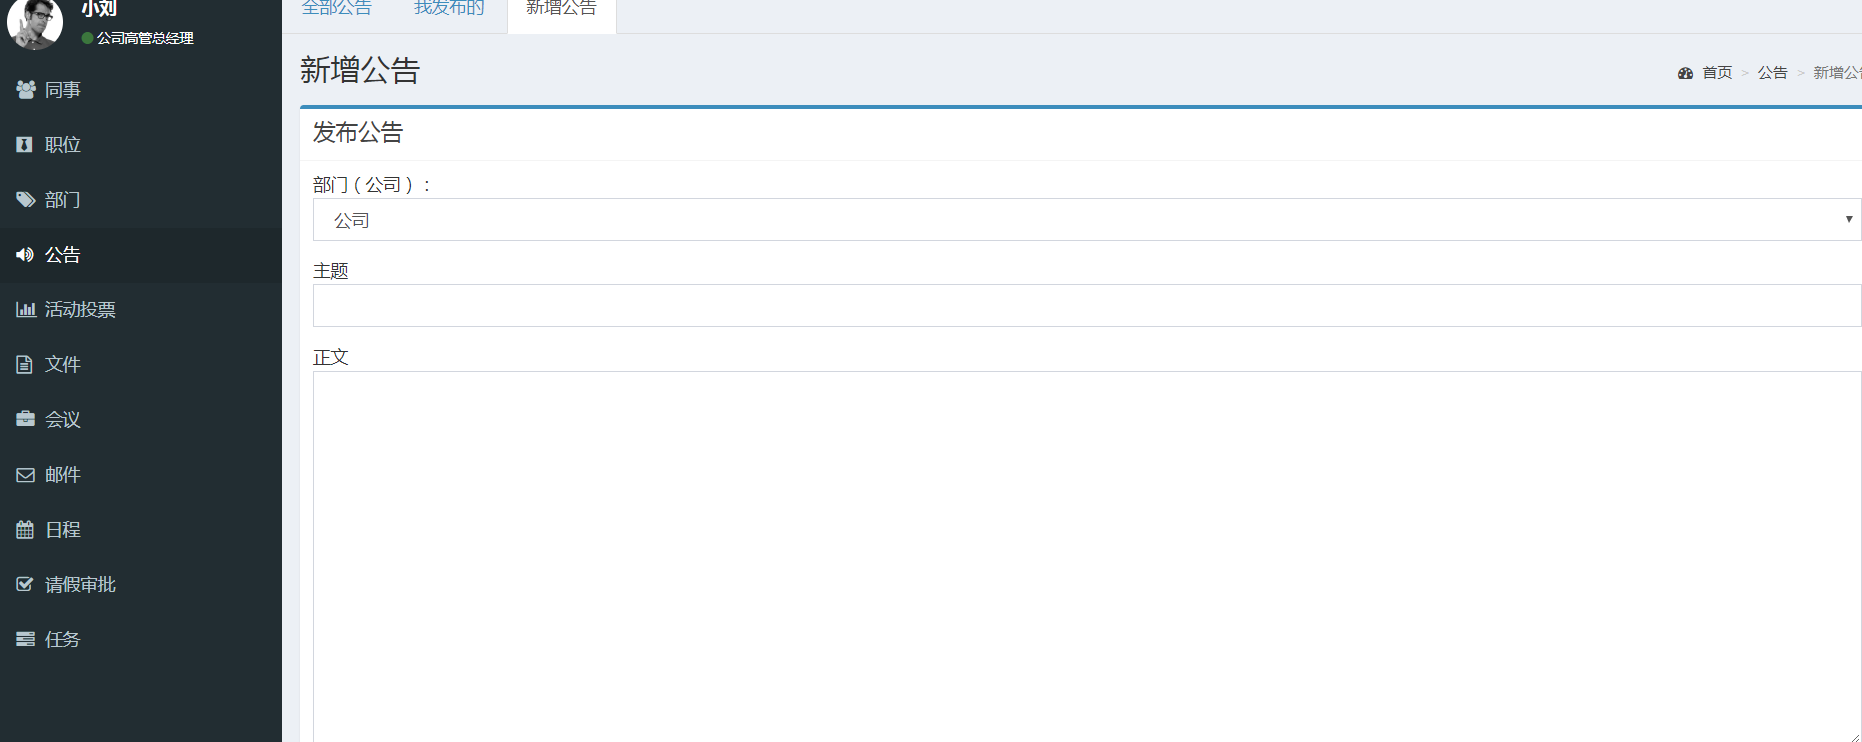 小刘
公司高管总经理
同事
职位
部门
公告
活动投票
文件
会议
邮件
日程
请假审批
任务
全部公告
我发布的
新增公告
新增公告
首页 > 公告 > 新增公告
发布公告
部门（公司）：
公司
主题
正文